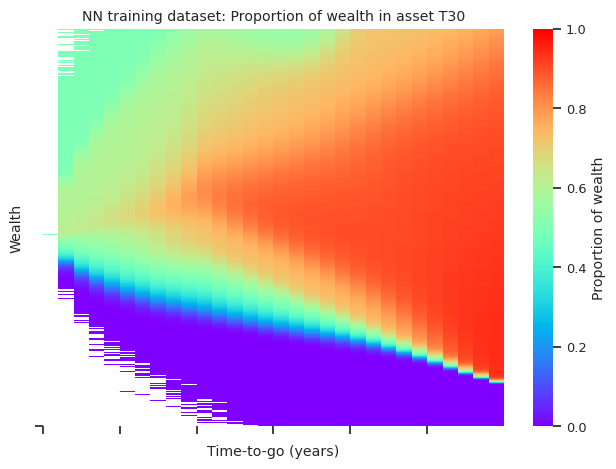 NN training dataset: Proportion of wealth in asset T30
Wealth
Time-to-go (years)
1.0
0.8
0.6
0.4
0.2
0.0
Proportion of wealth